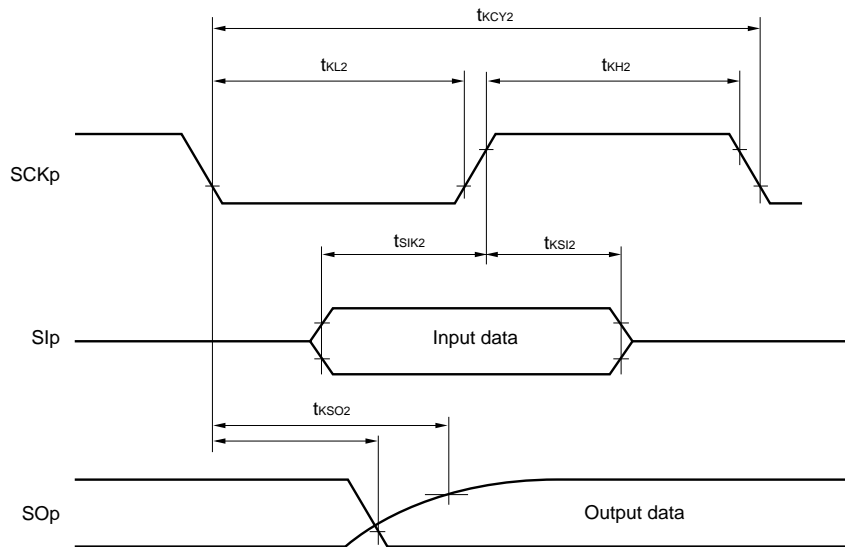 tKCY2
tKL2
tKH2
SCKp
tSIK2
tKSI2
SIp
Input data
tKSO2
SOp
Output data